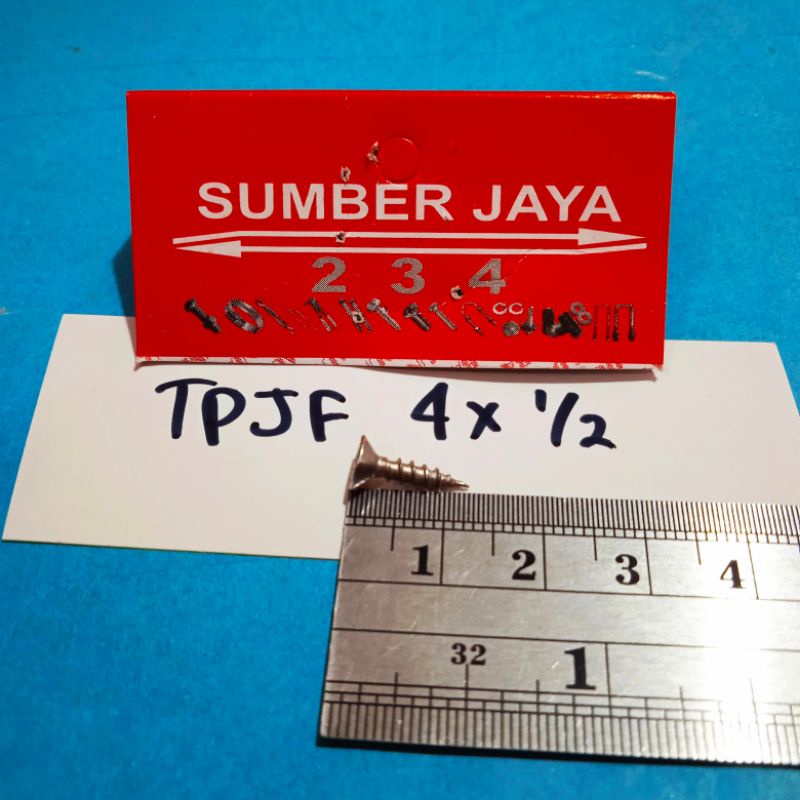 SUMBER JAYA
2 3 4
TPJF 4 x 1/2
1 2 3 4
32 1